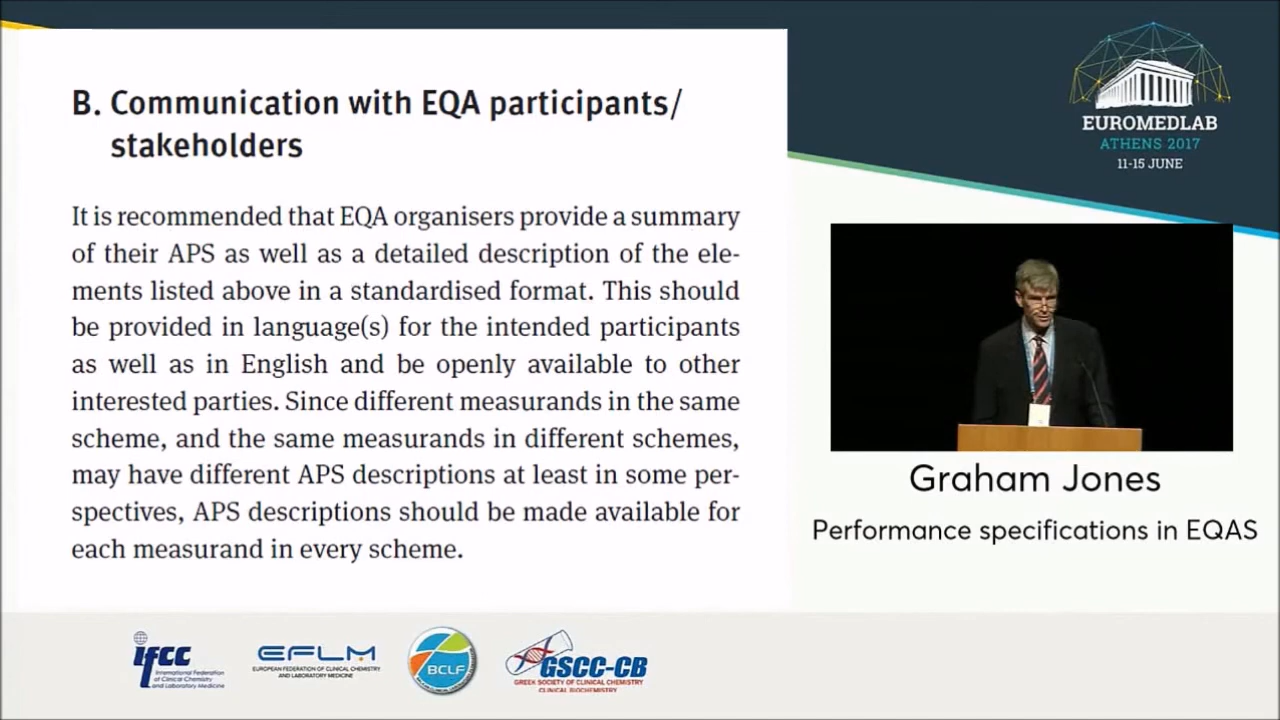 B. Communication with EQA participants/
stakeholders
It is recommended that EQA organisers provide a summary
of their APS as well as a detailed description of the ele-
ments listed above in a standardised format. This should
be provided in language(s) for the intended participants
as well as in English and be openly available to other
interested parties. Since different measurands in the same
scheme, and the same measurands in different schemes,
may have different APS descriptions at least in some per-
spectives, APS descriptions should be made available for
each measurand in every scheme.
EUROMEDLAB
ATHENS 2017
11-15 JUNE
Graham Jones
Performance specifications in EQAS
ifcc
International Federation
of Clinical Chemistry
and Laboratory Medicine
EFLM
EUROPEAN FEDERATION OF CLINICAL CHEMISTRY
AND LABORATORY MEDICINE
BCLF
GSCC-CB
GREEK SOCIETY OF CLINICAL CHEMISTRY
CLINICAL BIOCHEMISTRY